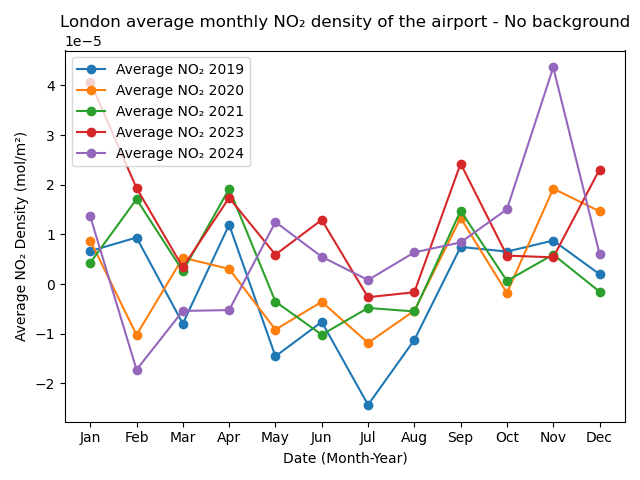 London average monthly NO₂ density of the airport - No background
1e−5
Average NO₂ 2019
Average NO₂ 2020
Average NO₂ 2021
Average NO₂ 2023
Average NO₂ 2024
4
3
2
1
0
−1
−2
Average NO₂ Density (mol/m²)
Jan Feb Mar Apr May Jun Jul Aug Sep Oct Nov Dec
Date (Month-Year)